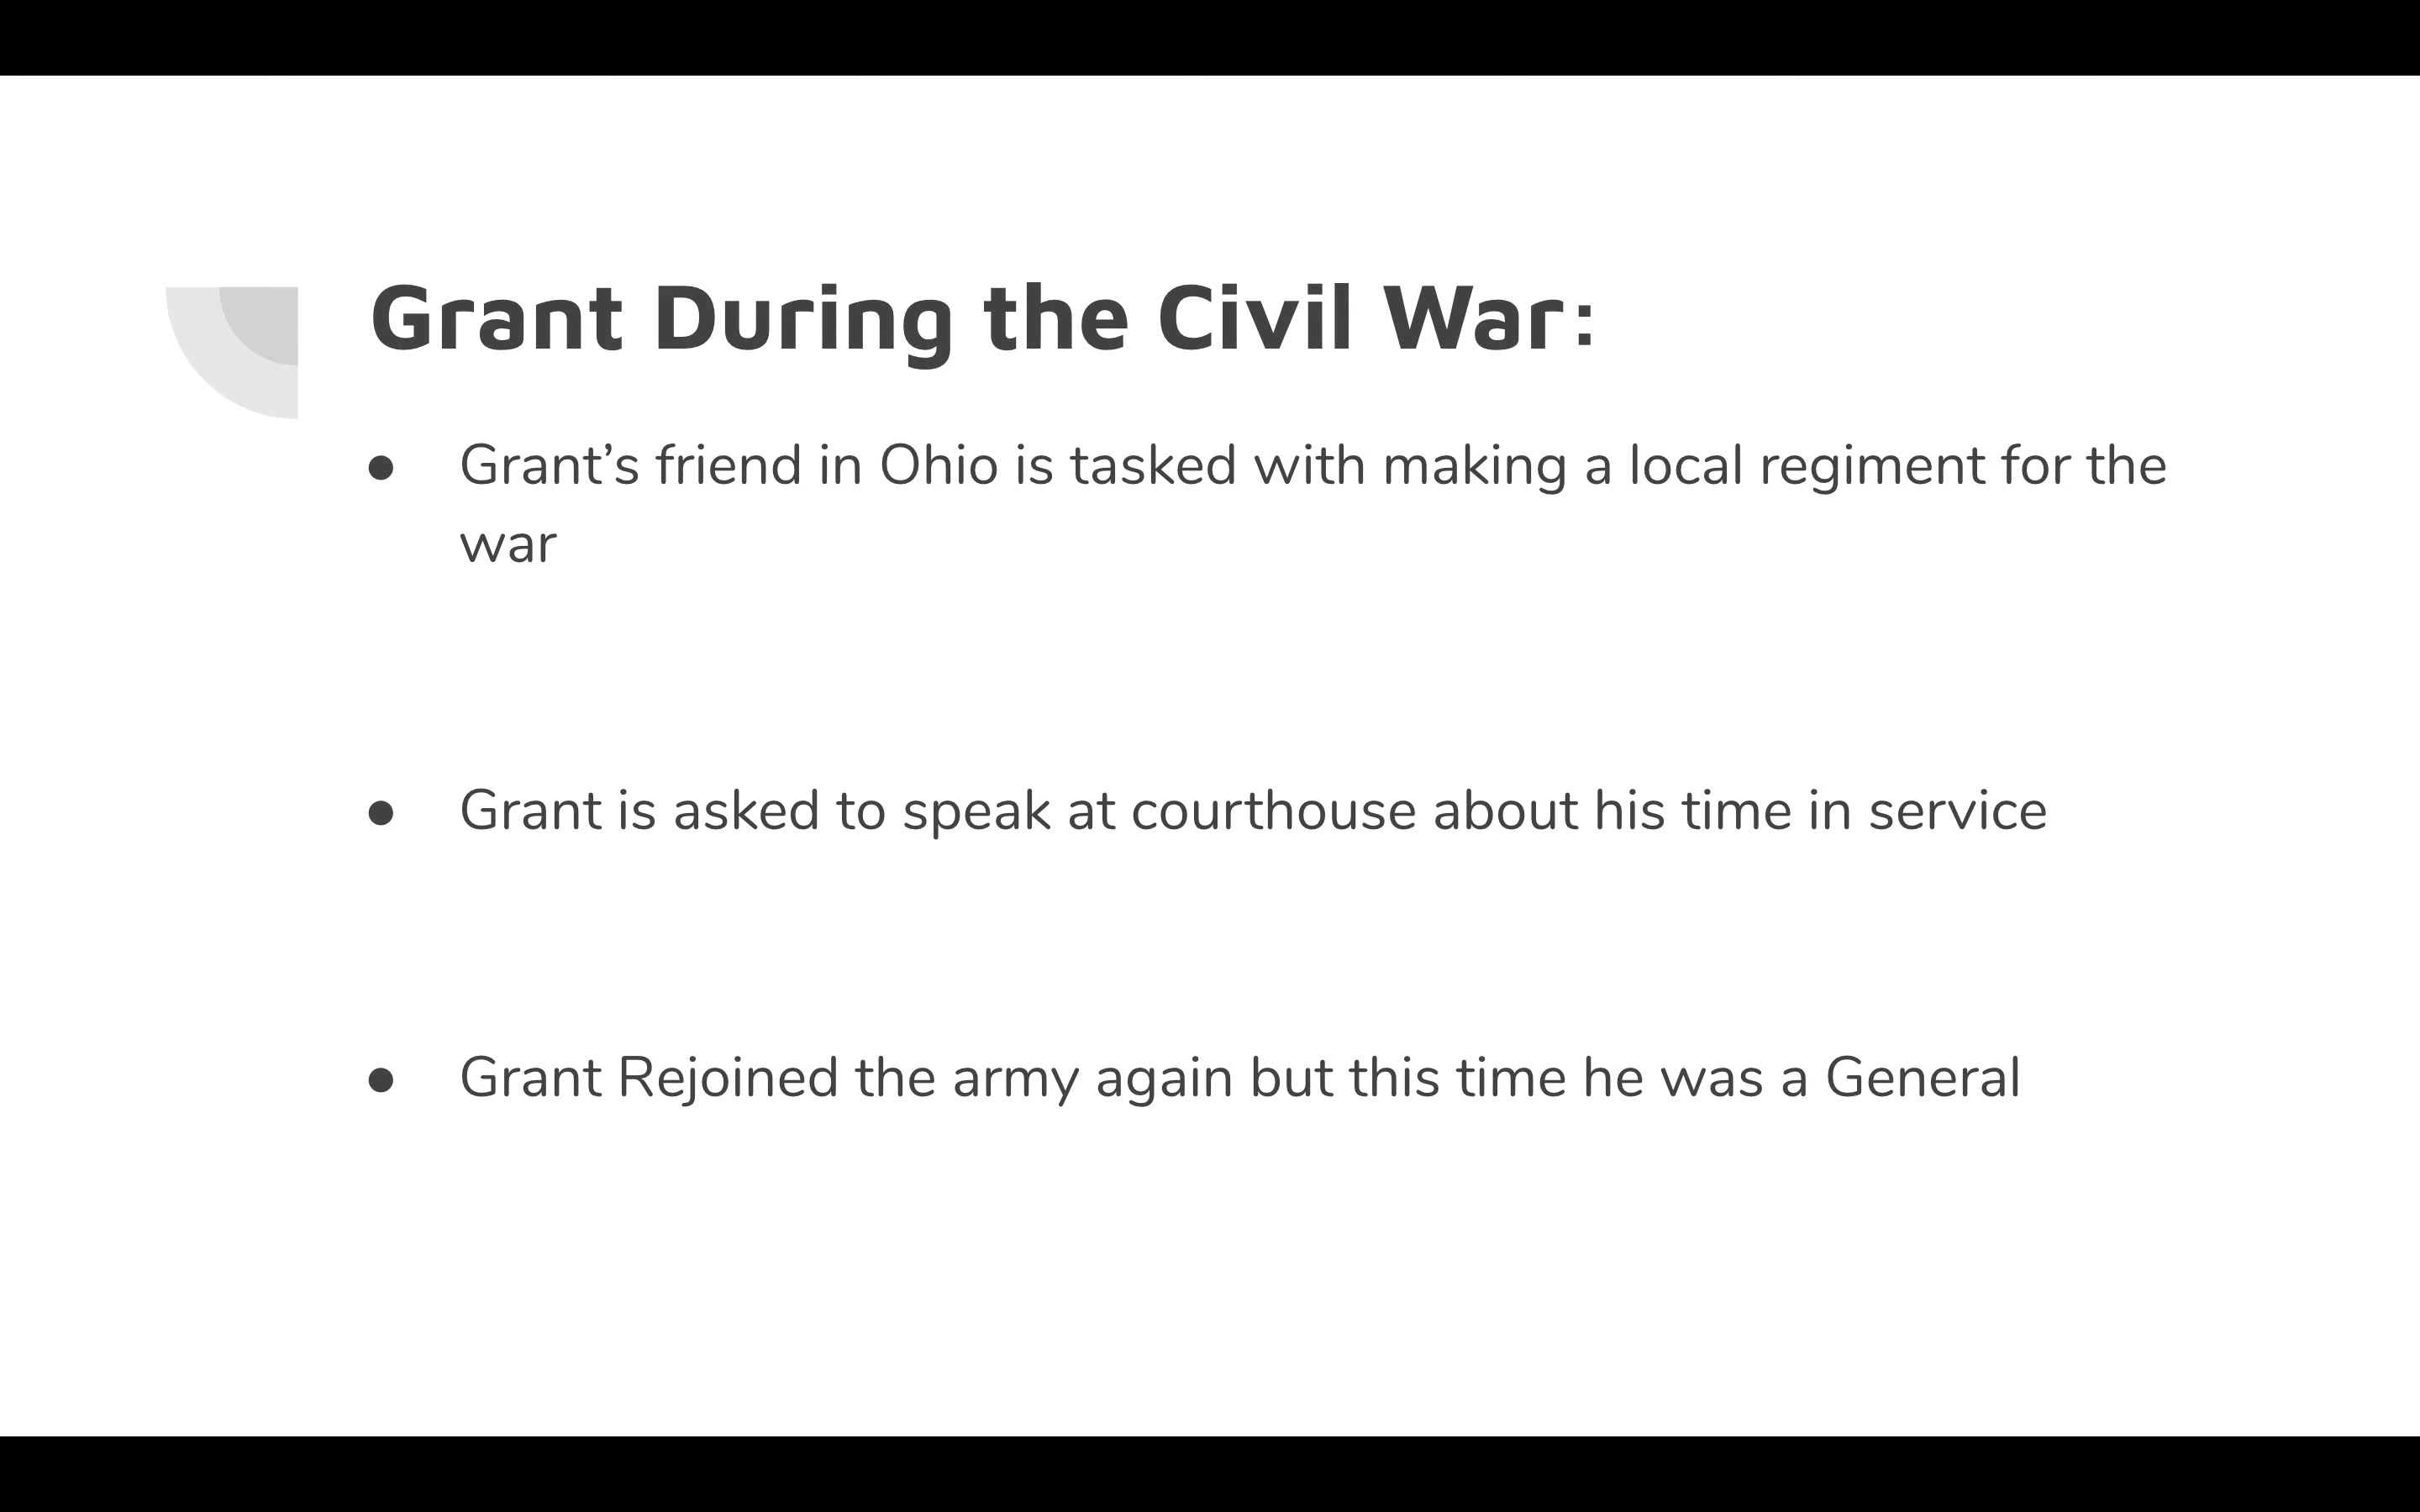 Grant During the Civil War:
● Grant’s friend in Ohio is tasked with making a local regiment for the
war
● Grant is asked to speak at courthouse about his time in service
● Grant Rejoined the army again but this time he was a General